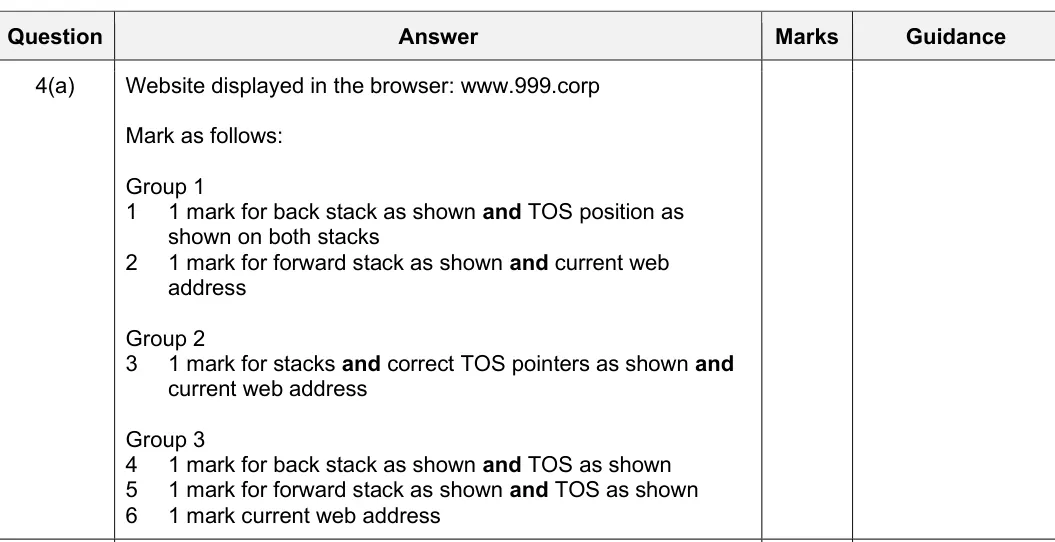 Question Answer Marks Guidance
4(a) Website displayed in the browser: www.999.corp
Mark as follows:
Group 1
1 1 mark for back stack as shown and TOS position as
shown on both stacks
2 1 mark for forward stack as shown and current web
address
Group 2
3 1 mark for stacks and correct TOS pointers as shown and
current web address
Group 3
4 1 mark for back stack as shown and TOS as shown
5 1 mark for forward stack as shown and TOS as shown
6 1 mark current web address